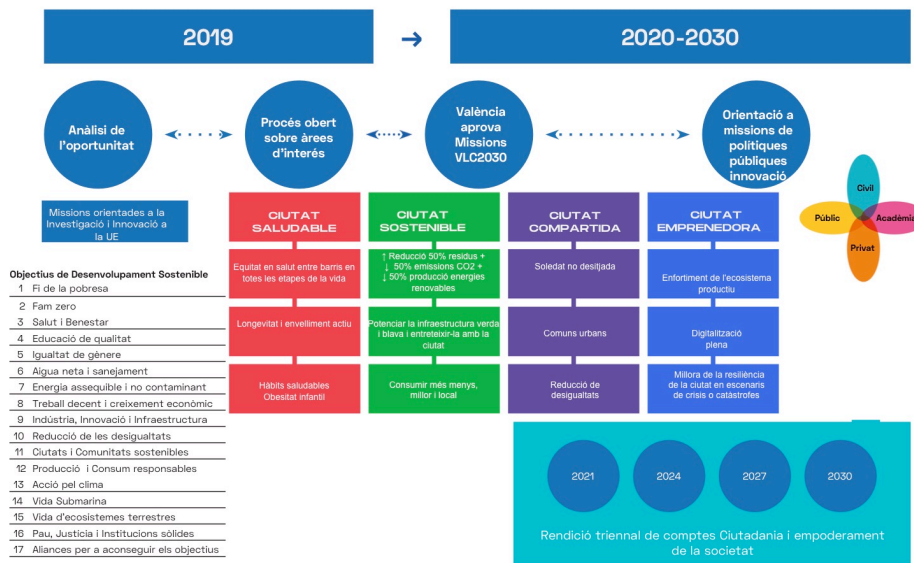 2019
→
2020-2030
Anàlisi de
l'oportunitat
Procés obert
sobre àrees
d'interés
València
aprova
Missions
VLC2030
Orientació a
missions de
polítiques
públiques
innovació
Missions orientades a la
Investigació i Innovació a
la UE
CIUTAT
SALUDABLE
Equitat en salut entre barris en
totes les etapes de la vida
Longevitat i envelliment actiu
Hàbits saludables
Obesitat infantil
CIUTAT
SOSTENIBLE
↑ Reducció 50% residus +
↓ 50% emissions CO2 +
↓ 50% producció energies
renovables
Potenciar la infraestructura verda
i blava i entreteixir-la amb la
ciutat
Consumir més menys,
millor i local
CIUTAT
COMPARTIDA
Soledat no desitjada
Comuns urbans
Reducció de
desigualtats
CIUTAT
EMPRENEDORA
Enfortiment de l'ecosistema
productiu
Digitalització
plena
Millora de la resiliència
de la ciutat en escenaris
de crisis o catàstrofes
Civil
Públic
Acadèmia
Privat
Objectius de Desenvolupament Sostenible
1 Fi de la pobresa
2 Fam zero
3 Salut i Benestar
4 Educació de qualitat
5 Igualtat de gènere
6 Aigua neta i sanejament
7 Energia assequible i no contaminant
8 Treball decent i creixement econòmic
9 Indústria, Innovació i Infraestructura
10 Reducció de les desigualtats
11 Ciutats i Comunitats sostenibles
12 Producció i Consum responsables
13 Acció pel clima
14 Vida Submarina
15 Vida d'ecosistemes terrestres
16 Pau, Justícia i Institucions sòlides
17 Aliances per a aconseguir els objectius
2021
2024
2027
2030
Rendició triennal de comptes Ciutadania i empoderament
de la societat